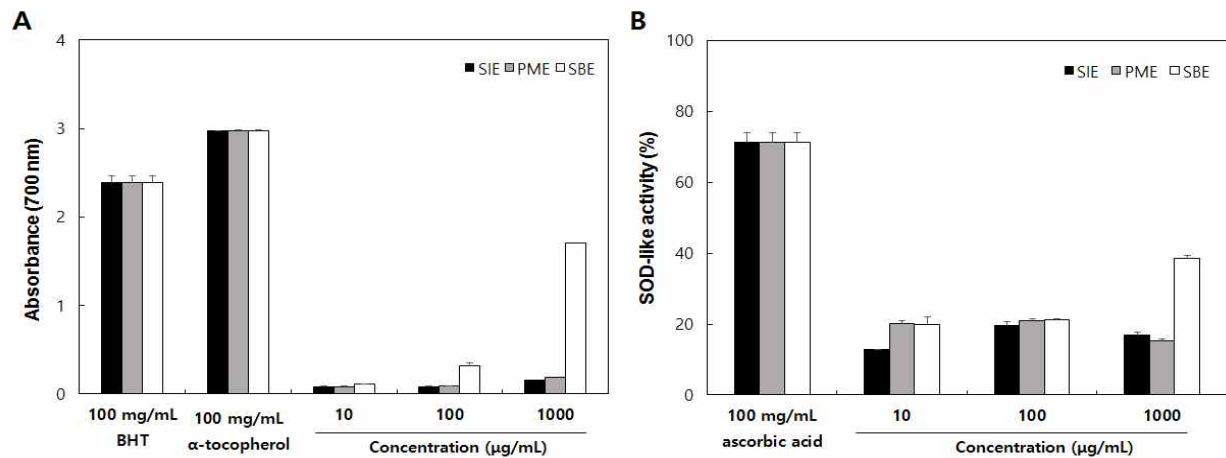 A
4
3
2
1
0
Absorbance (700 nm)
SIE PME SBE
100 mg/mL
BHT
100 mg/mL
α-tocopherol
10 100 1000
Concentration (μg/mL)
B
100
80
60
40
20
0
SOD-like activity (%)
SIE PME SBE
100 mg/mL
ascorbic acid
10 100 1000
Concentration (μg/mL)